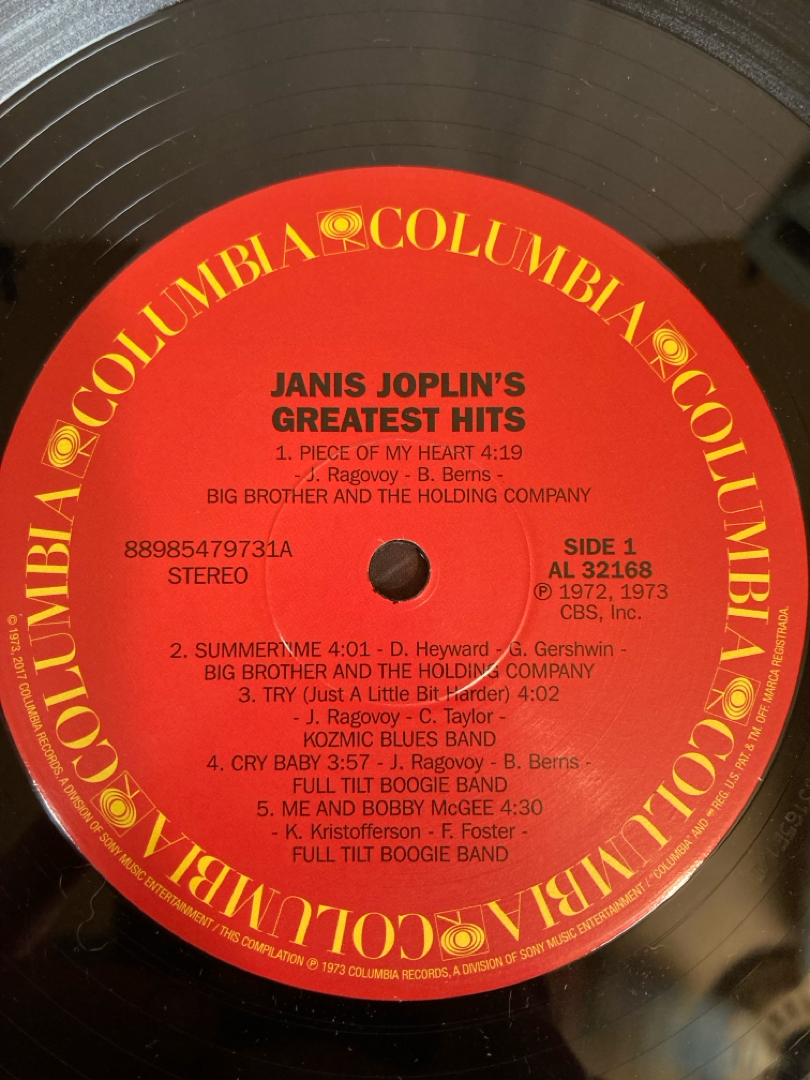 COLUMBIA COLUMBIA COLUMBIA COLUMBIA COLUMBIA COLUMBIA COLUMBIA COLUMBIA
JANIS JOPLIN'S
GREATEST HITS
1. PIECE OF MY HEART 4:19
- J. Ragovoy - B. Berns -
BIG BROTHER AND THE HOLDING COMPANY
88985479731A
STEREO
SIDE 1
AL 32168
℗ 1972, 1973
CBS, Inc.
2. SUMMERTIME 4:01 - D. Heyward - G. Gershwin -
BIG BROTHER AND THE HOLDING COMPANY
3. TRY (Just A Little Bit Harder) 4:02
- J. Ragovoy - C. Taylor -
KOZMIC BLUES BAND
4. CRY BABY 3:57 - J. Ragovoy - B. Berns -
FULL TILT BOOGIE BAND
5. ME AND BOBBY McGEE 4:30
- K. Kristofferson - F. Foster -
FULL TILT BOOGIE BAND
© 1973, 2017 COLUMBIA RECORDS, A DIVISION OF SONY MUSIC ENTERTAINMENT / THIS COMPILATION ℗ 1973 COLUMBIA RECORDS, A DIVISION OF SONY MUSIC ENTERTAINMENT / "COLUMBIA" AND REG. U.S. PAT. & TM. OFF. MARCA REGISTRADA.